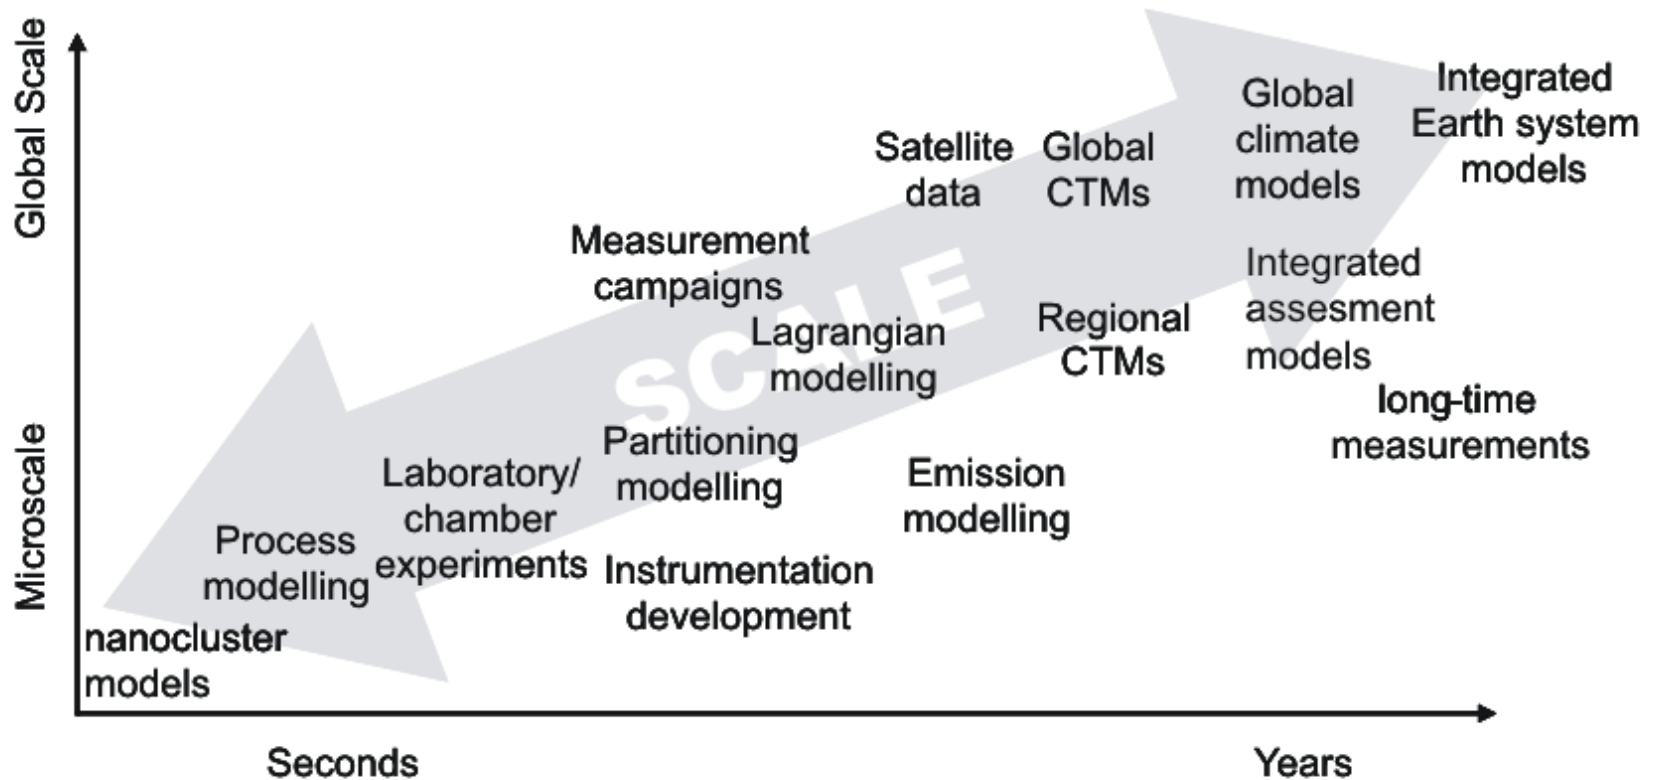 Global Scale
Microscale
Integrated
Earth system
models
Global
climate
models
Satellite
data
Global
CTMs
Measurement
campaigns
Integrated
assesment
models
Lagrangian
modelling
SCALE
Regional
CTMs
long-time
measurements
Partitioning
modelling
Laboratory/
chamber
experiments
Emission
modelling
Process
modelling
Instrumentation
development
nanocluster
models
Seconds
Years